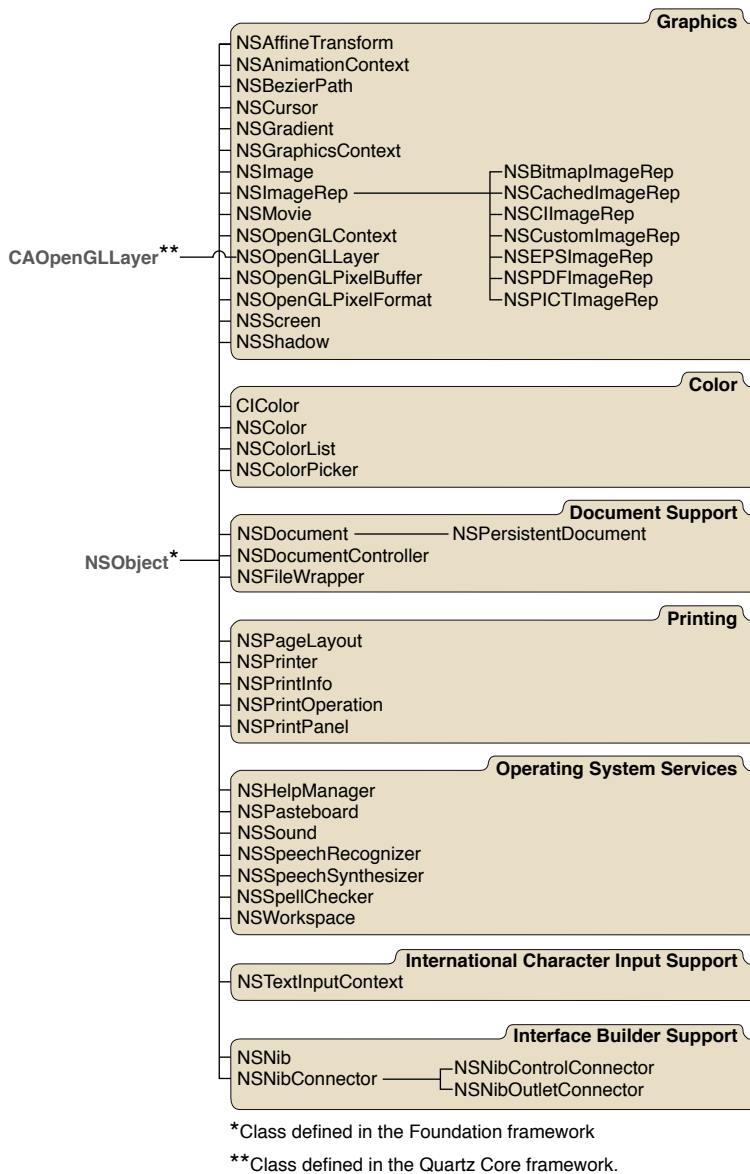 Graphics
NSAffineTransform
NSAnimationContext
NSBezierPath
NSCursor
NSGradient
NSGraphicsContext
NSImage
NSImageRep
NSMovie
NSOpenGLContext
NSOpenGLLayer
NSOpenGLPixelBuffer
NSOpenGLPixelFormat
NSScreen
NSShadow
NSBitmapImageRep
NSCachedImageRep
NSCIImageRep
NSCustomImageRep
NSEPSImageRep
NSPDFImageRep
NSPICTImageRep
CAOpenGLLayer**
Color
CIColor
NSColor
NSColorList
NSColorPicker
Document Support
NSDocument
NSPersistentDocument
NSDocumentController
NSFileWrapper
NSObject*
Printing
NSPageLayout
NSPrinter
NSPrintInfo
NSPrintOperation
NSPrintPanel
Operating System Services
NSHelpManager
NSPasteboard
NSSound
NSSpeechRecognizer
NSSpeechSynthesizer
NSSpellChecker
NSWorkspace
International Character Input Support
NSTextInputContext
Interface Builder Support
NSNib
NSNibConnector
NSNibControlConnector
NSNibOutletConnector
*Class defined in the Foundation framework
**Class defined in the Quartz Core framework.